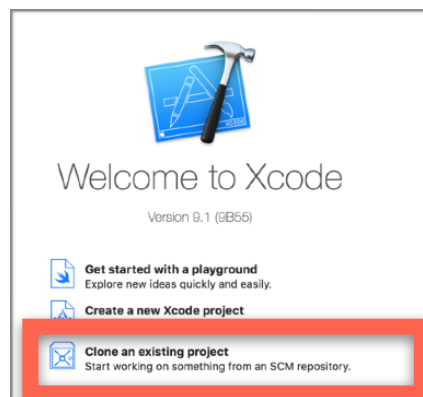 XCODE
Welcome to Xcode
Version 9.1 (9B55)
Get started with a playground
Explore new ideas quickly and easily.
Create a new Xcode project
Clone an existing project
Start working on something from an SCM repository.